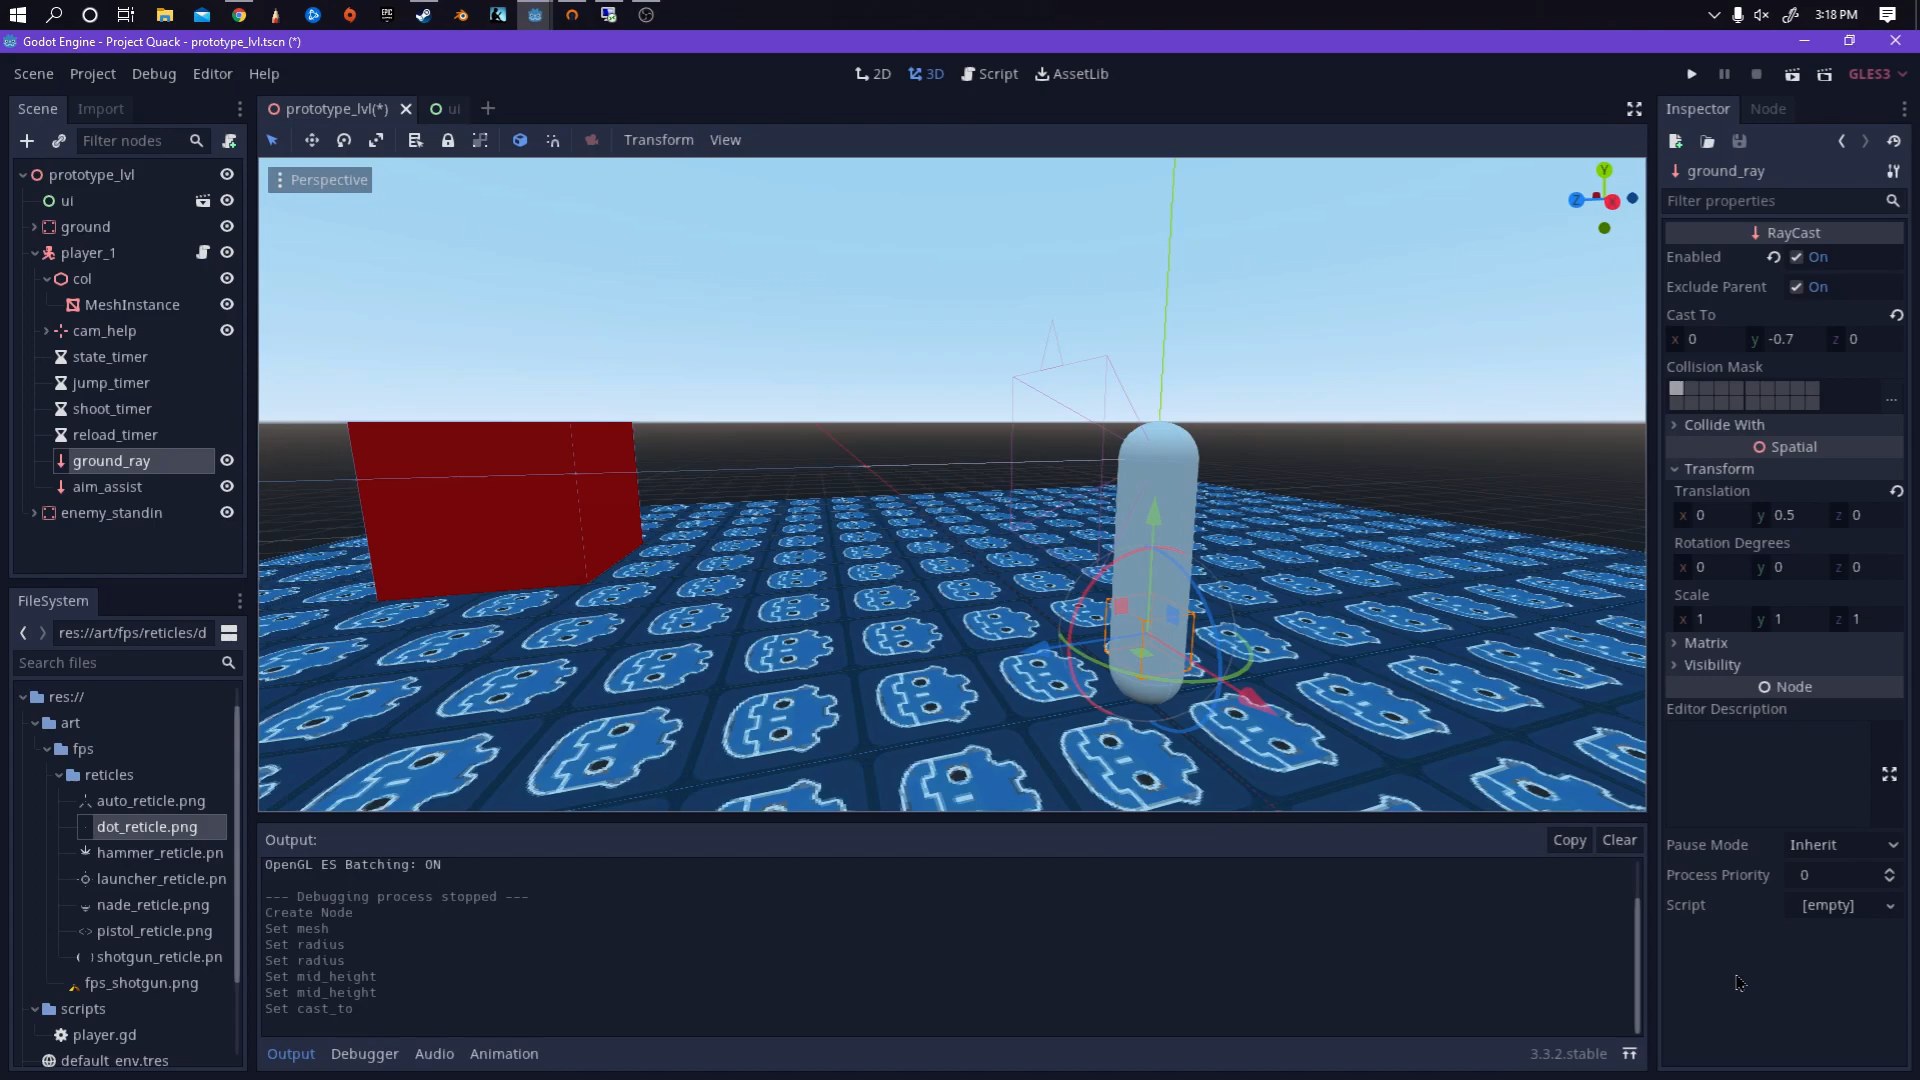 3:18 PM
Godot Engine - Project Quack - prototype_lvl.tscn (*)
Scene Project Debug Editor Help
2D 3D Script AssetLib
GLES3
Scene Import
prototype_lvl(*) ui
Inspector Node
Filter nodes
Transform View
ground_ray
Perspective
Y
Z
X
Filter properties
prototype_lvl
ui
ground
player_1
col
MeshInstance
cam_help
state_timer
jump_timer
shoot_timer
reload_timer
ground_ray
aim_assist
enemy_standin
RayCast
Enabled On
Exclude Parent On
Cast To
x 0 y -0.7 z 0
Collision Mask
...
Collide With
Spatial
Transform
Translation
x 0 y 0.5 z 0
Rotation Degrees
x 0 y 0 z 0
Scale
x 1 y 1 z 1
Matrix
Visibility
Node
Editor Description
Pause Mode Inherit
Process Priority 0
Script [empty]
FileSystem
res://art/fps/reticles/d
Search files
res://
art
fps
reticles
auto_reticle.png
dot_reticle.png
hammer_reticle.pn
launcher_reticle.pn
nade_reticle.png
pistol_reticle.png
shotgun_reticle.pn
fps_shotgun.png
scripts
player.gd
default_env.tres
Output:
Copy Clear
OpenGL ES Batching: ON
--- Debugging process stopped ---
Create Node
Set mesh
Set radius
Set radius
Set mid_height
Set mid_height
Set cast_to
Output Debugger Audio Animation
3.3.2.stable